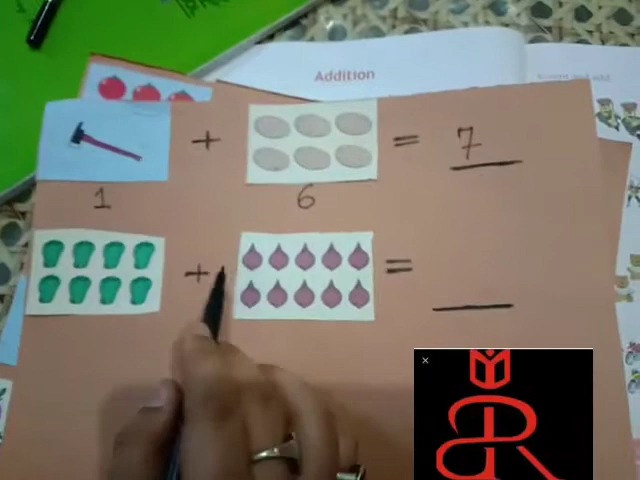 Addition
+ = 7
1 6
+ =